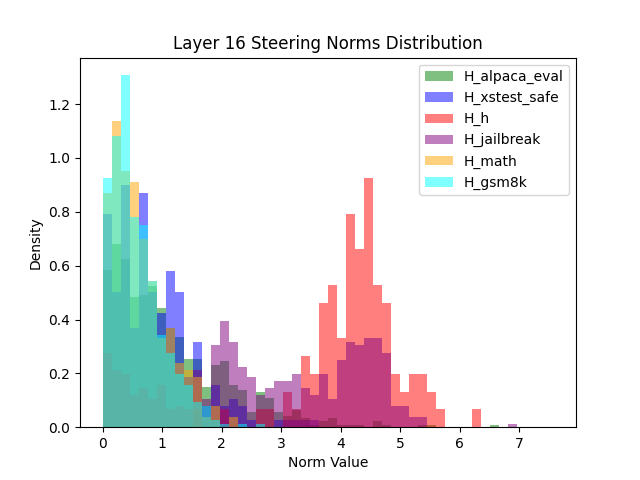 Layer 16 Steering Norms Distribution
H_alpaca_eval
H_xstest_safe
H_h
H_jailbreak
H_math
H_gsm8k
Density
1.2
1.0
0.8
0.6
0.4
0.2
0.0
0 1 2 3 4 5 6 7
Norm Value